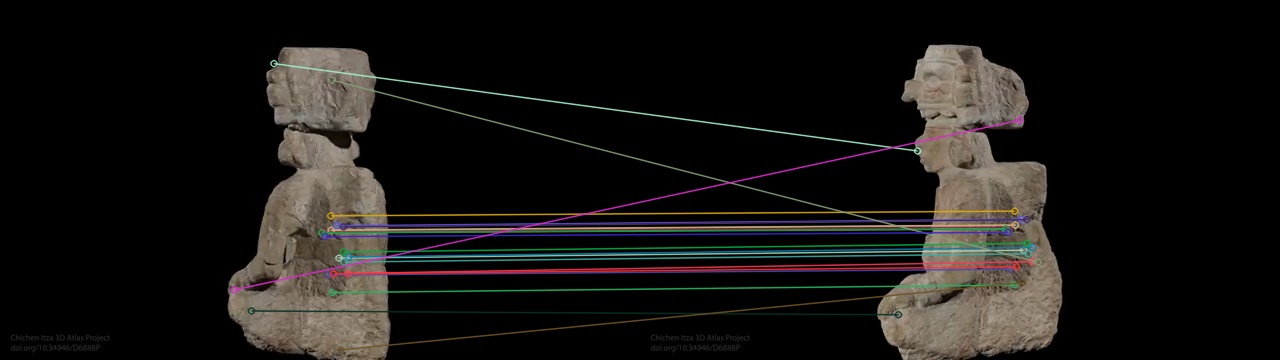 Chichen Itza 3D Atlas Project
doi.org/10.34946/D6B88P
Chichen Itza 3D Atlas Project
doi.org/10.34946/D6B88P